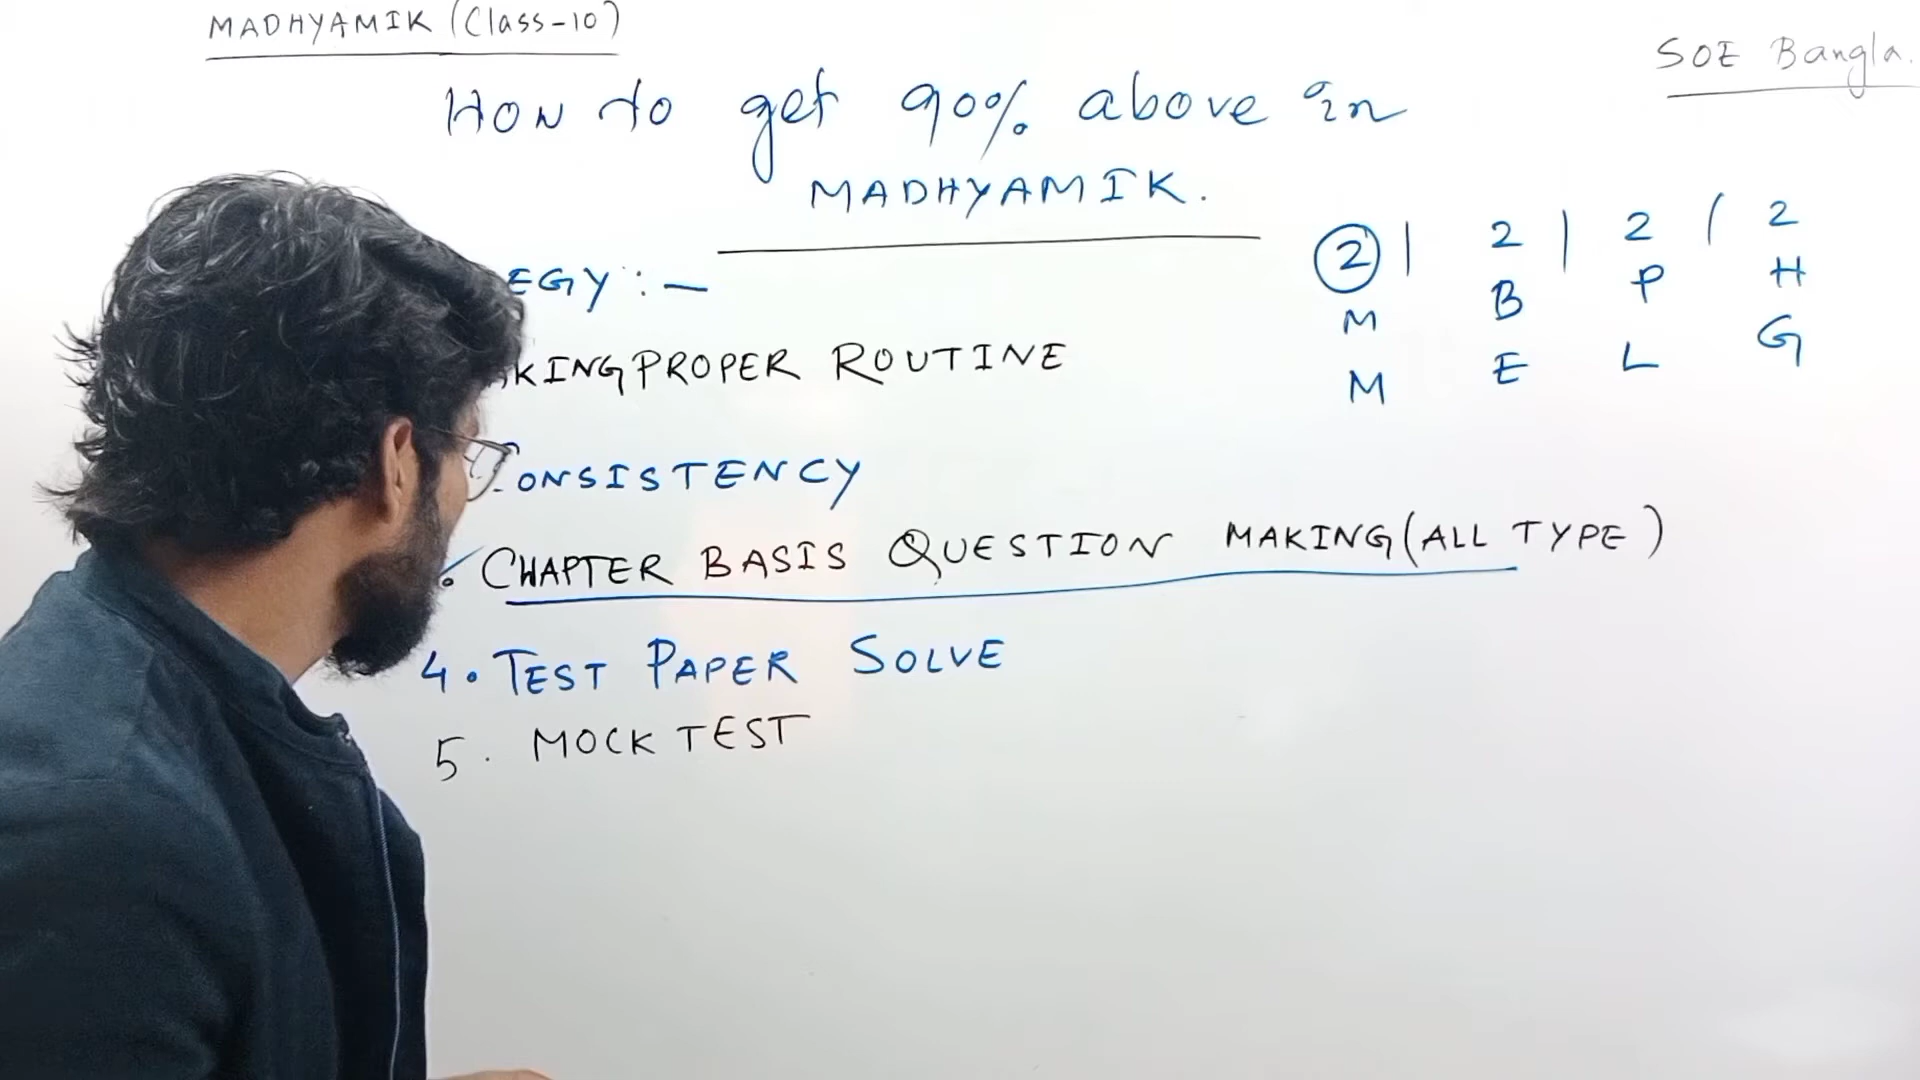 MADHYAMIK (Class-10)
SOE Bangla.
How to get 90% above in
MADHYAMIK.
EGY :-
KING PROPER ROUTINE
CONSISTENCY
. CHAPTER BASIS QUESTION MAKING (ALL TYPE)
4. TEST PAPER SOLVE
5. MOCK TEST
2 | 2 | 2 | 2
M B P H
M E L G